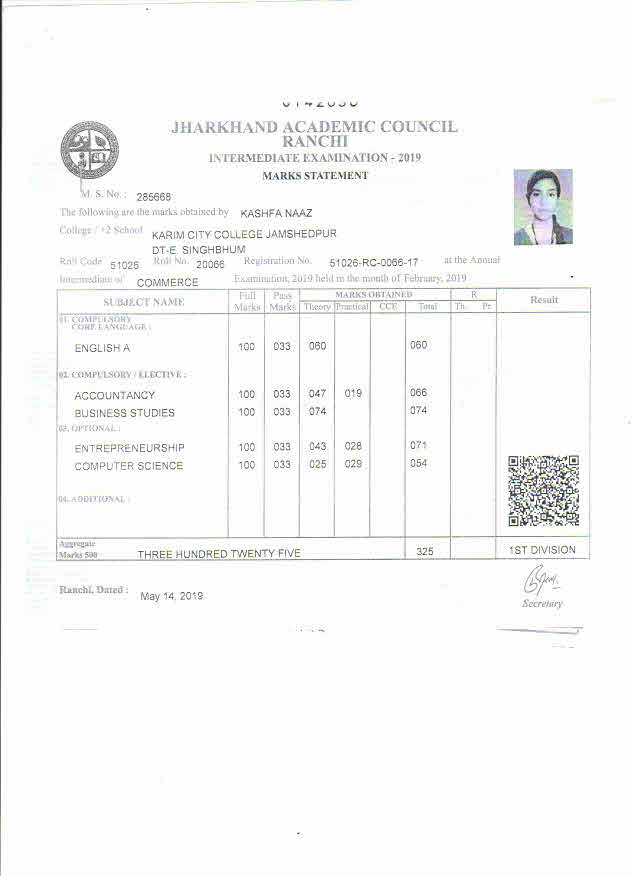 JHARKHAND ACADEMIC COUNCIL
RANCHI
INTERMEDIATE EXAMINATION - 2019
MARKS STATEMENT
M. S. No. : 285668
The following are the marks obtained by KASHFA NAAZ
College / +2 School KARIM CITY COLLEGE JAMSHEDPUR
DT-E. SINGHBHUM
Roll Code 51026 Roll No. 20066 Registration No. 51026-RC-0066-17 at the Annual
Intermediate of COMMERCE Examination, 2019 held in the month of February, 2019
SUBJECT NAME Full Marks Pass Marks MARKS OBTAINED R Result
Theory Practical CCE Total Th. Pr.
01. COMPULSORY
CORE LANGUAGE :
ENGLISH A 100 033 060 060
02. COMPULSORY / ELECTIVE :
ACCOUNTANCY 100 033 047 019 066
BUSINESS STUDIES 100 033 074 074
03. OPTIONAL :
ENTREPRENEURSHIP 100 033 043 028 071
COMPUTER SCIENCE 100 033 025 029 054
04. ADDITIONAL :
Aggregate
Marks 500 THREE HUNDRED TWENTY FIVE 325 1ST DIVISION
Ranchi, Dated : May 14, 2019
Secretary